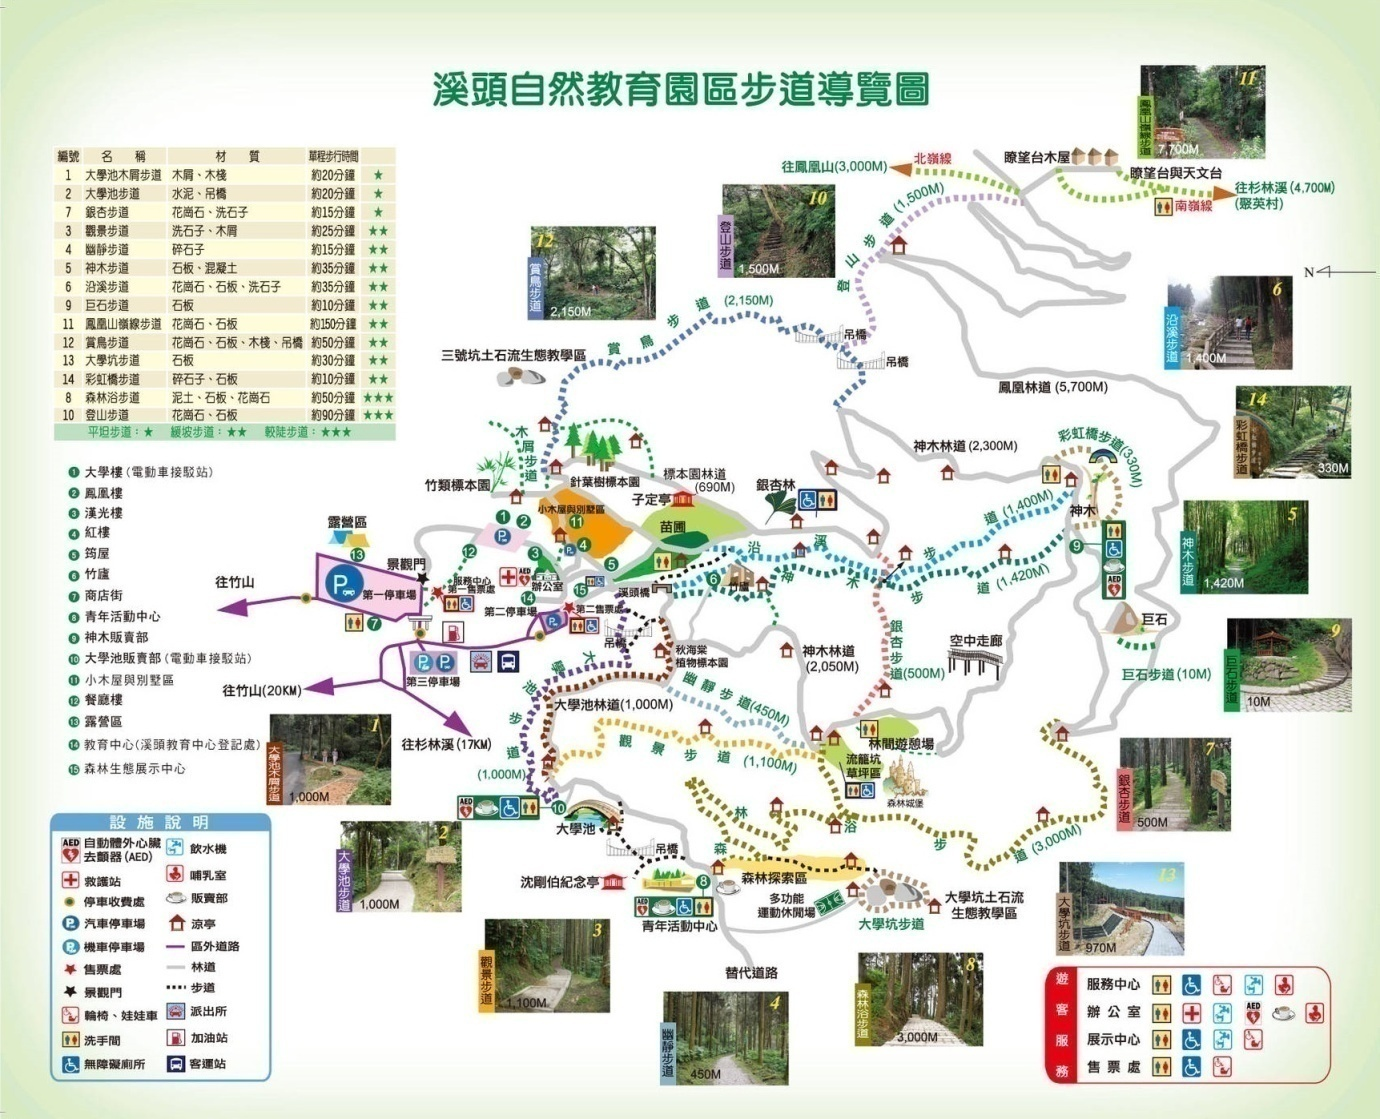 溪頭自然教育園區步道導覽圖
編號 名稱 材質 單程步行時間
1 大學池木屑步道 木屑、木棧 約20分鐘 ★
2 大學池步道 水泥、吊橋 約20分鐘 ★
7 銀杏步道 花崗石、洗石子 約15分鐘 ★
3 觀景步道 洗石子、木屑 約25分鐘 ★★
4 幽靜步道 碎石子 約15分鐘 ★★
5 神木步道 石板、混凝土 約35分鐘 ★★
6 沿溪步道 花崗石、石板、洗石子 約35分鐘 ★★
9 巨石步道 石板 約10分鐘 ★★
11 鳳凰山嶺線步道 花崗石、石板 約150分鐘 ★★
12 賞鳥步道 花崗石、石板、木棧、吊橋 約50分鐘 ★★
13 大學坑步道 石板 約30分鐘 ★★
14 彩虹橋步道 碎石子、石板 約10分鐘 ★★
8 森林浴步道 泥土、石板、花崗石 約50分鐘 ★★★
10 登山步道 花崗石、石板 約90分鐘 ★★★
平坦步道:★ 緩坡步道:★★ 較陡步道:★★★
1 大學樓(電動車接駁站)
2 鳳凰樓
3 漢光樓
4 紅樓
5 筠屋
6 竹廬
7 商店街
8 青年活動中心
9 神木販賣部
10 大學池販賣部(電動車接駁站)
11 小木屋與別墅區
12 餐廳樓
13 露營區
14 教育中心(溪頭教育中心登記處)
15 森林生態展示中心
設施說明
AED 自動體外心臟去顫器(AED)
救護站
停車收費處
汽車停車場
機車停車場
售票處
景觀門
輪椅、娃娃車
洗手間
無障礙廁所
飲水機
哺乳室
販賣部
涼亭
區外道路
林道
步道
派出所
加油站
客運站
11
鳳凰山嶺線步道
7,700M
10
登山步道
1,500M
12
賞鳥步道
2,150M
6
沿溪步道
1,400M
14
彩虹橋步道
330M
5
神木步道
1,420M
9
巨石步道
10M
7
銀杏步道
500M
13
大學坑步道
970M
8
森林浴步道
3,000M
4
幽靜步道
450M
3
觀景步道
1,100M
2
大學池步道
1,000M
1
大學池木屑步道
1,000M
N
往鳳凰山(3,000M)
北嶺線
瞭望台木屋
瞭望台與天文台
南嶺線
往杉林溪(4,700M)
(聚英村)
登山步道(1,500M)
賞鳥步道(2,150M)
吊橋
吊橋
三號坑土石流生態教學區
鳳凰林道(5,700M)
神木林道(2,300M)
彩虹橋步道(330M)
神木
木屑步道
竹類標本園
針葉樹標本園
標本園林道
(690M)
子定亭
銀杏林
小木屋與別墅區
11
苗圃
沿溪步道(1,400M)
神木步道(1,420M)
露營區
13
景觀門
往竹山
第一停車場
7
服務中心
第一售票處
12
1
2
3
4
5
6
辦公室
AED
14
15
第二停車場
第二售票處
溪頭橋
竹廬
吊橋
第三停車場
往竹山(20KM)
往杉林溪(17KM)
秋海棠
植物標本園
神木林道
(2,050M)
銀杏步道(500M)
空中走廊
9
AED
巨石
巨石步道(10M)
大學池步道
(1,000M)
大學池林道(1,000M)
幽靜步道(450M)
觀景步道(1,100M)
林間遊憩場
流籠坑
草坪區
森林城堡
森林浴步道(3,000M)
AED
10
大學池
吊橋
沈剛伯紀念亭
8
AED
青年活動中心
森林探索區
多功能
運動休閒場
大學坑步道
大學坑土石流
生態教學區
替代道路
遊客服務
服務中心
辦公室 AED
展示中心
售票處